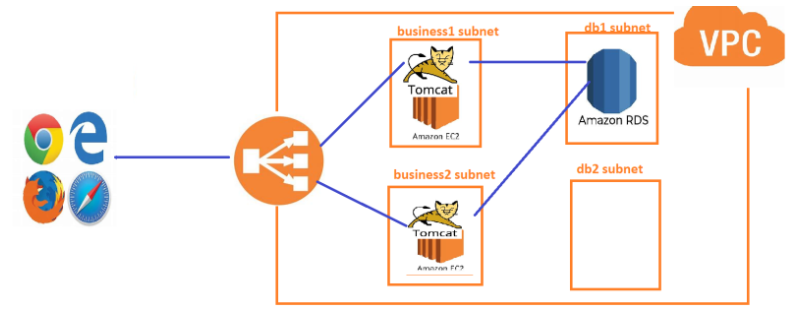 business1 subnet
db1 subnet
VPC
Tomcat
Amazon EC2
Amazon RDS
business2 subnet
db2 subnet
Tomcat
Amazon EC2